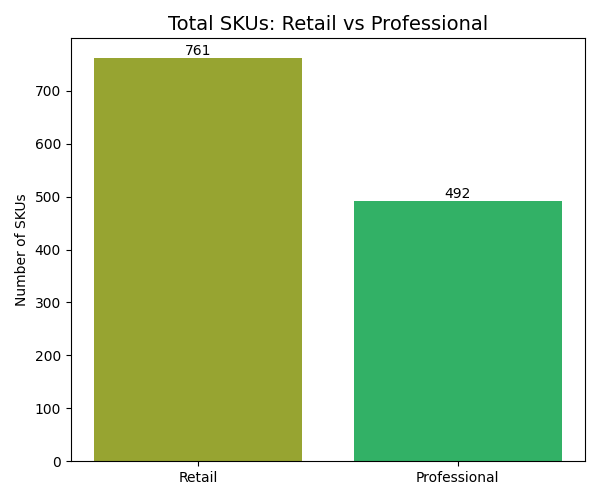 Total SKUs: Retail vs Professional
761
492
Number of SKUs
700
600
500
400
300
200
100
0
Retail
Professional